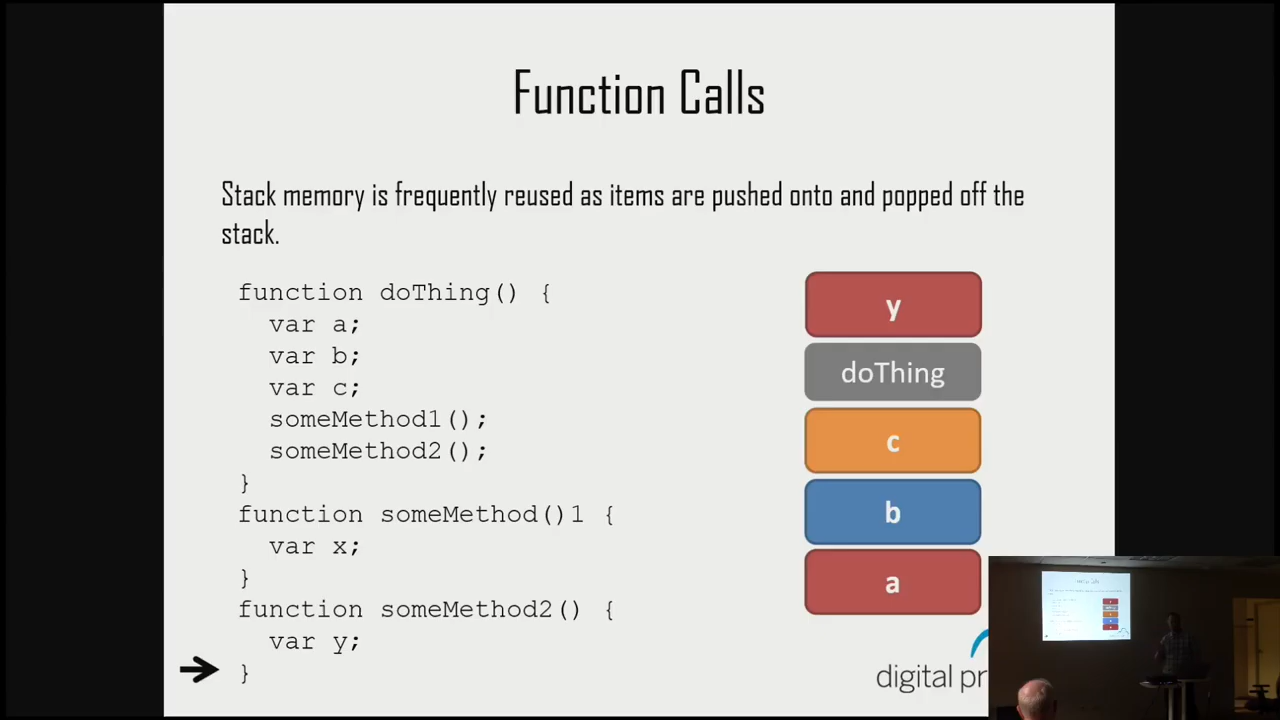 Function Calls
Stack memory is frequently reused as items are pushed onto and popped off the
stack.
function doThing() {
var a;
var b;
var c;
someMethod1();
someMethod2();
}
function someMethod()1 {
var x;
}
function someMethod2() {
var y;
}
y
doThing
c
b
a
digital pr